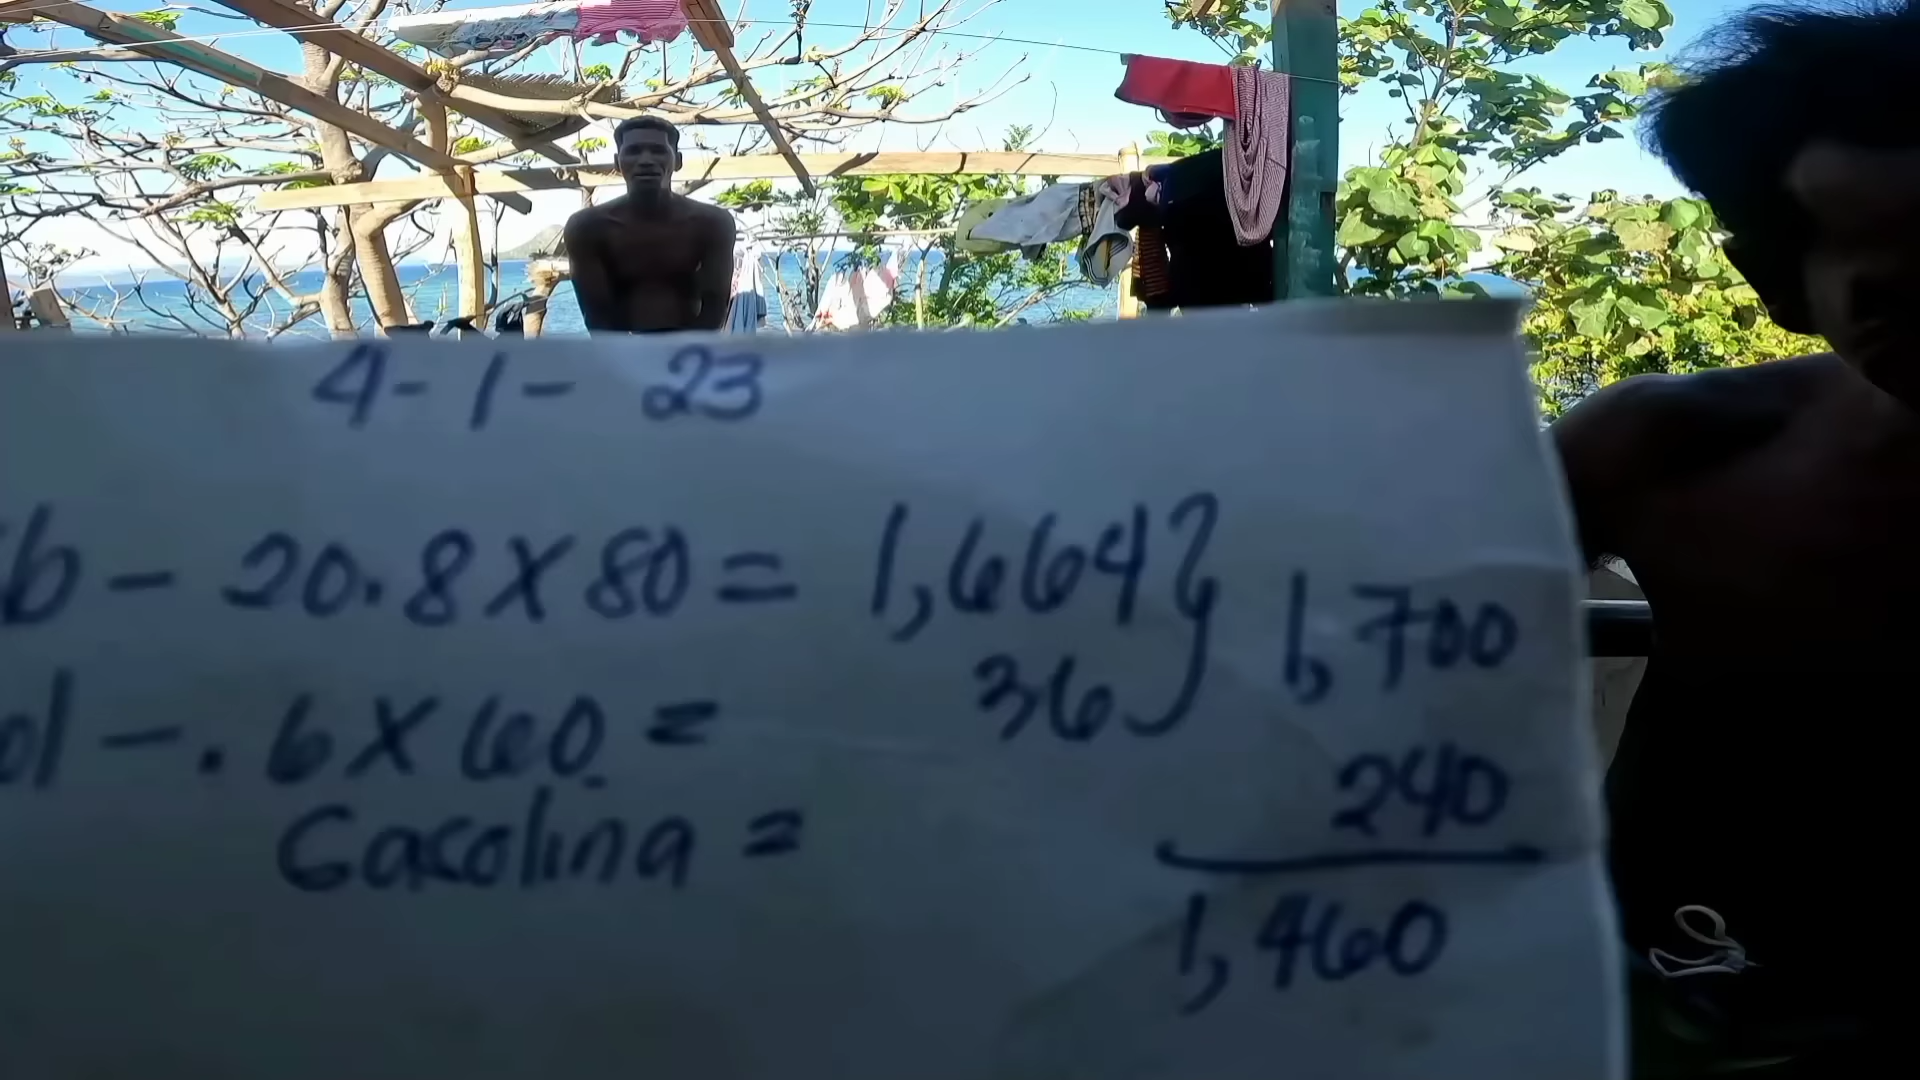 4-1-23
b - 20.8 X 80 = 1,664 } 1,700
- .6 X 60 = 36
240
Gasolina =
1,460